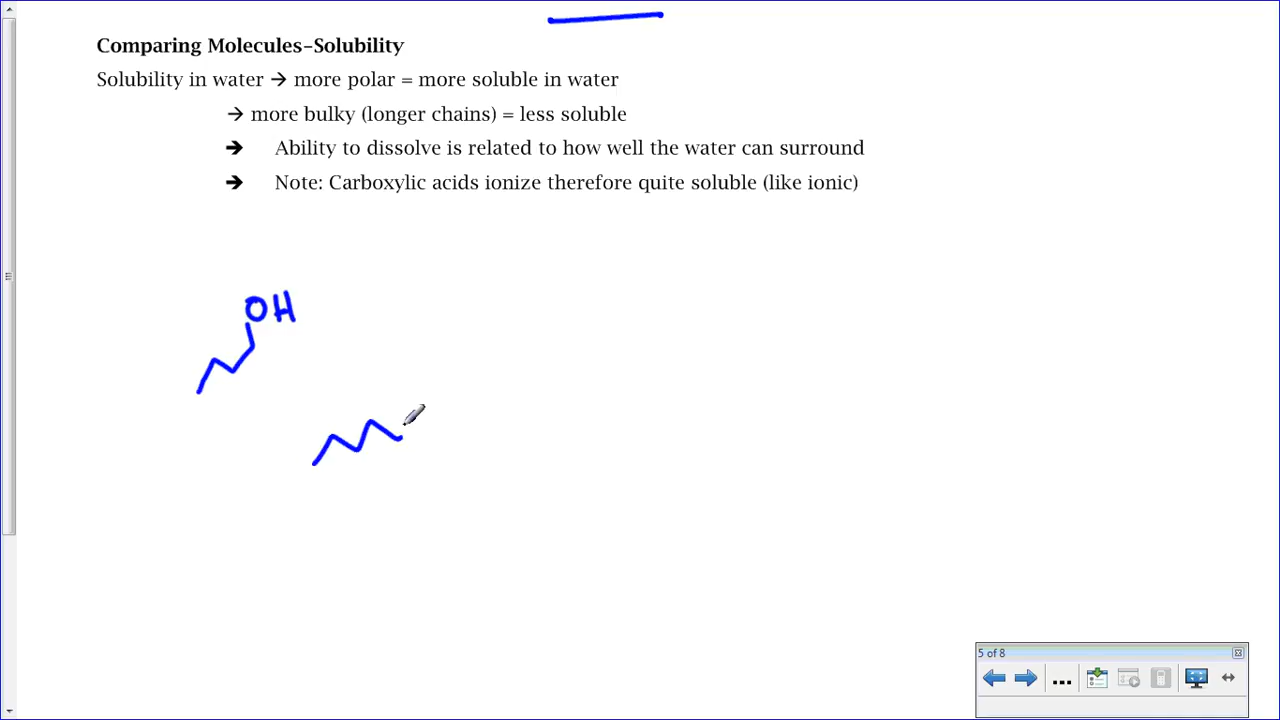 Comparing Molecules–Solubility
Solubility in water → more polar = more soluble in water
→ more bulky (longer chains) = less soluble
→ Ability to dissolve is related to how well the water can surround
→ Note: Carboxylic acids ionize therefore quite soluble (like ionic)
OH
5 of 8
...